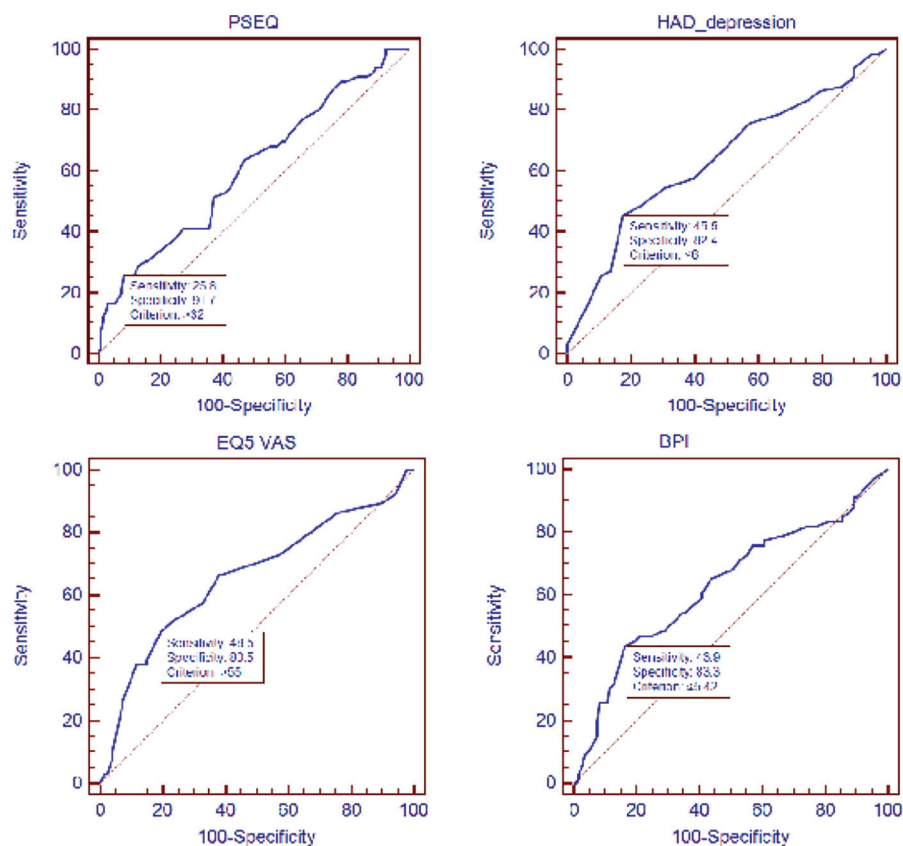 PSEQ
100
80
60
40
20
0
Sensitivity
Sensitivity: 25.8
Specificity: 91.7
Criterion: >32
0 20 40 60 80 100
100-Specificity
HAD_depression
100
80
60
40
20
0
Sensitivity
Sensitivity: 45.5
Specificity: 82.4
0 20 40 60 80 100
100-Specificity
EQ5 VAS
100
80
60
40
20
0
Sensitivity
Sensitivity: 48.5
Specificity: 80.5
Criterion: >55
0 20 40 60 80 100
100-Specificity
BPI
100
80
60
40
20
0
Sensitivity
Sensitivity: 43.9
Specificity: 83.3
Criterion: ≤5.42
0 20 40 60 80 100
100-Specificity